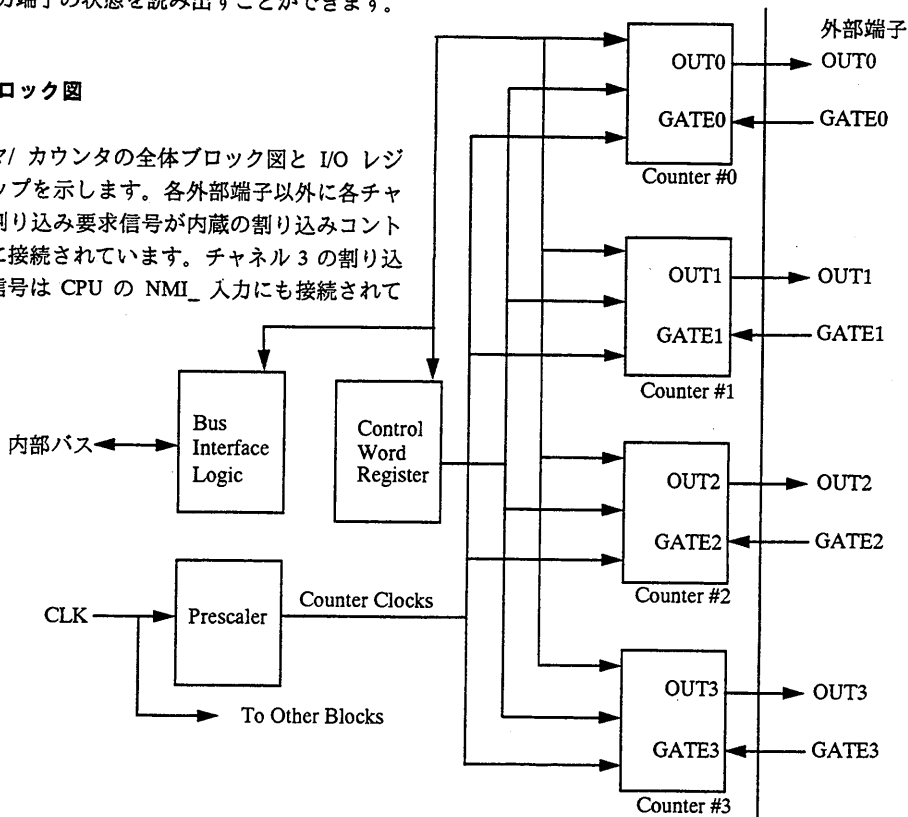 力端子の状態を読み出すことができます。
ロック図
マ/ カウンタの全体ブロック図と I/O レジ
ップを示します。各外部端子以外に各チャ
割り込み要求信号が内蔵の割り込みコント
に接続されています。チャネル 3 の割り込
信号は CPU の NMI_ 入力にも接続されて
外部端子
OUT0
OUT0
GATE0
GATE0
Counter #0
OUT1
OUT1
GATE1
GATE1
Counter #1
内部バス
Bus
Interface
Logic
Control
Word
Register
OUT2
OUT2
GATE2
GATE2
Counter #2
CLK
Prescaler
Counter Clocks
To Other Blocks
OUT3
OUT3
GATE3
GATE3
Counter #3